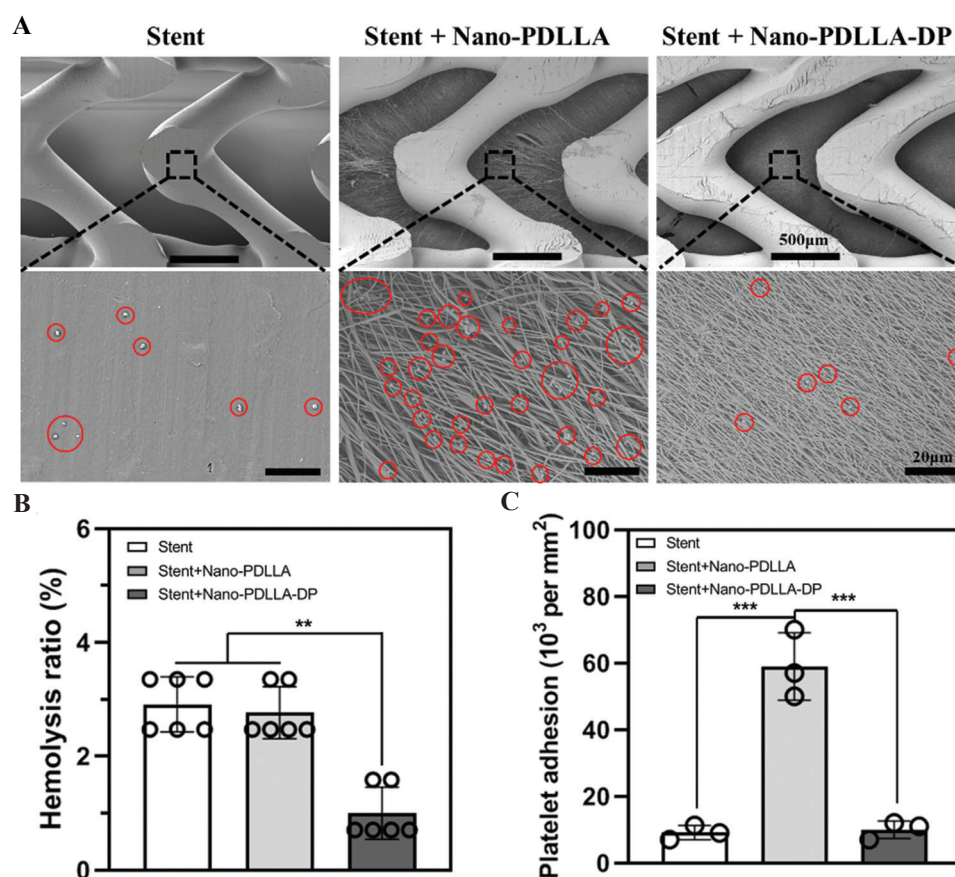 A
Stent
Stent + Nano-PDLLA
Stent + Nano-PDLLA-DP
500μm
20μm
B
6
4
2
0
Hemolysis ratio (%)
Stent
Stent+Nano-PDLLA
Stent+Nano-PDLLA-DP
**
C
100
80
60
40
20
0
Platelet adhesion (10³ per mm²)
Stent
Stent+Nano-PDLLA
Stent+Nano-PDLLA-DP
***
***